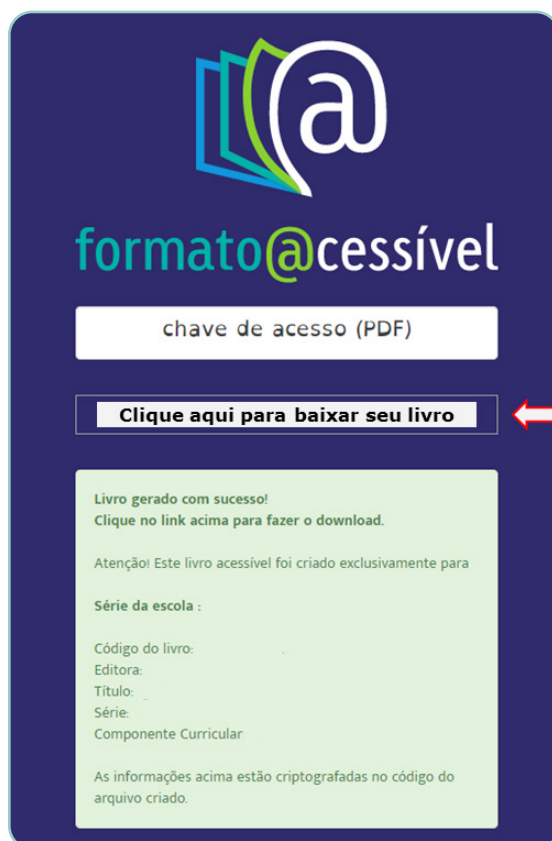 @
formato@cessível
chave de acesso (PDF)
Clique aqui para baixar seu livro
Livro gerado com sucesso!
Clique no link acima para fazer o download.
Atenção! Este livro acessível foi criado exclusivamente para
Série da escola :
Código do livro:
Editora:
Título:
Série:
Componente Curricular
As informações acima estão criptografadas no código do
arquivo criado.